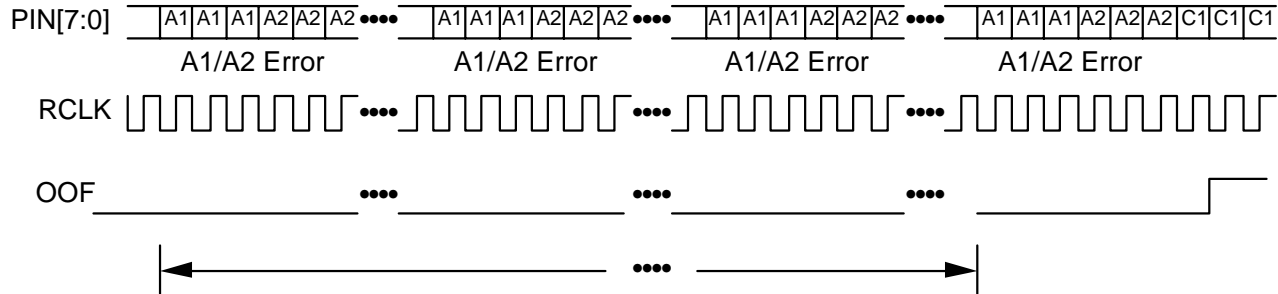 PIN[7:0] A1 A1 A1 A2 A2 A2 •••• A1 A1 A1 A2 A2 A2 •••• A1 A1 A1 A2 A2 A2 •••• A1 A1 A1 A2 A2 A2 C1 C1 C1
A1/A2 Error A1/A2 Error A1/A2 Error A1/A2 Error
RCLK •••• •••• ••••
OOF •••• •••• ••••
••••